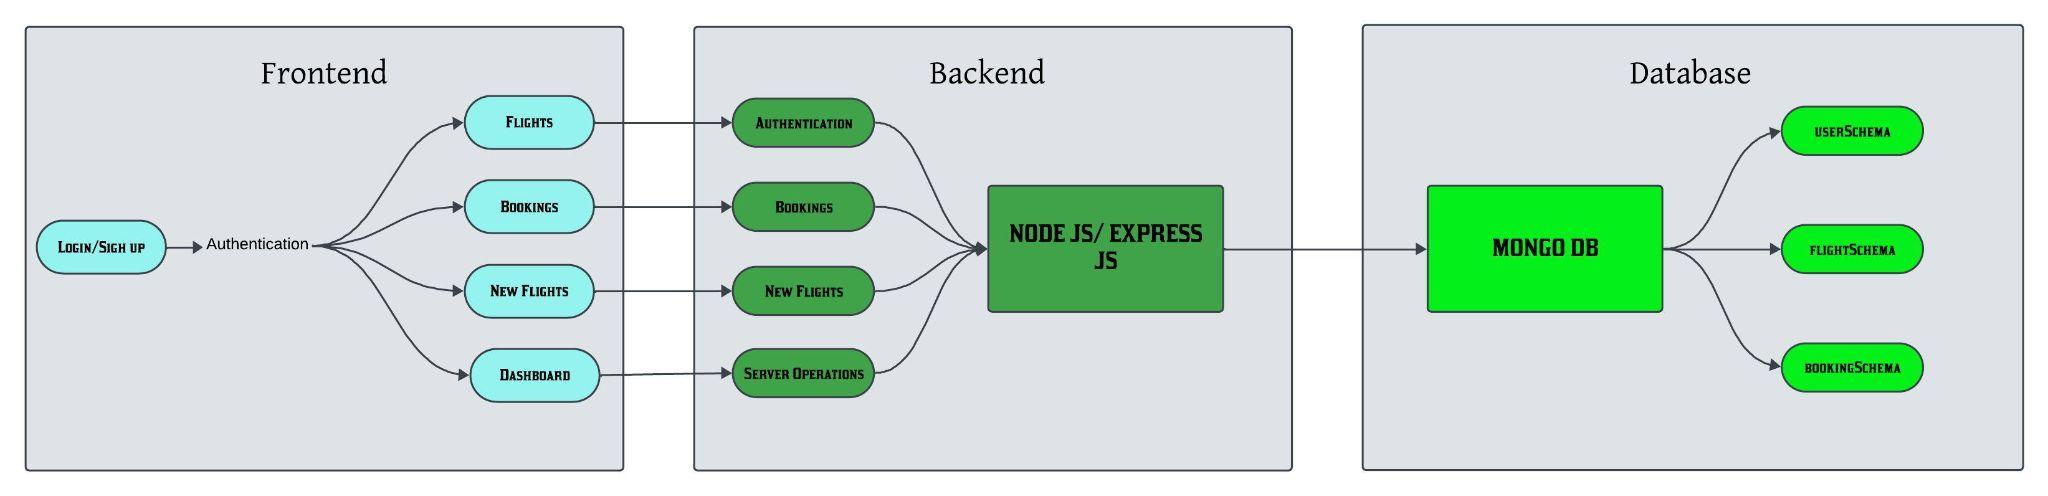 Frontend
Login/Sigh up
Authentication
Flights
Bookings
New Flights
Dashboard
Backend
Authentication
Bookings
New Flights
Server Operations
NODE JS/ EXPRESS
JS
Database
MONGO DB
userSchema
flightSchema
bookingSchema